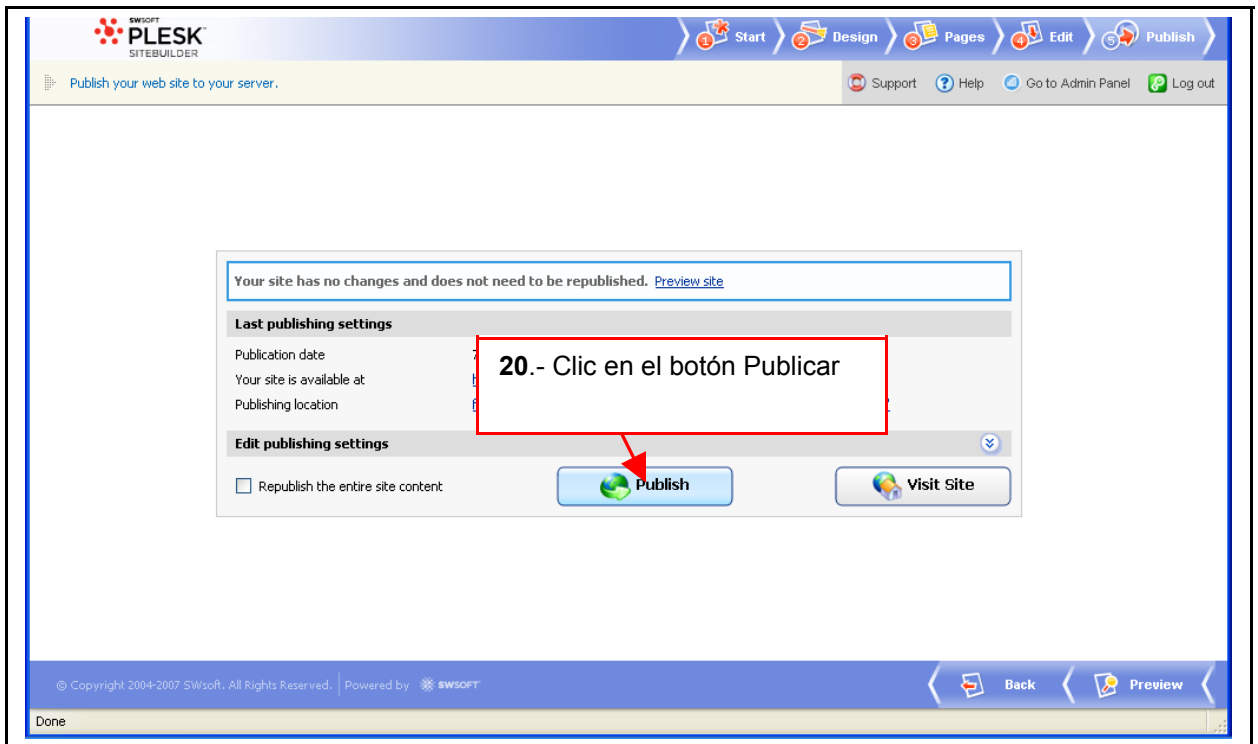 SWSOFT
PLESK
SITEBUILDER
1 Start 2 Design 3 Pages 4 Edit 5 Publish
Publish your web site to your server.
Support Help Go to Admin Panel Log out
Your site has no changes and does not need to be republished. Preview site
Last publishing settings
Publication date
Your site is available at
Publishing location
20.- Clic en el botón Publicar
Edit publishing settings
Republish the entire site content
Publish
Visit Site
© Copyright 2004-2007 SWsoft. All Rights Reserved. Powered by SWSOFT
Back Preview
Done